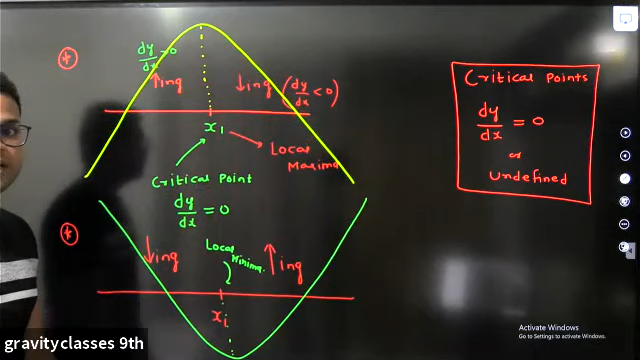 dy/dx >0
↑ing
↓ing (dy/dx < 0)
x1
Local
Maxima
Critical Point
dy/dx = 0
↓ing
Local
Minima.
↑ing
xi
Critical Points
dy/dx = 0
or
undefined
Activate Windows
Go to Settings to activate Windows.
gravityclasses 9th